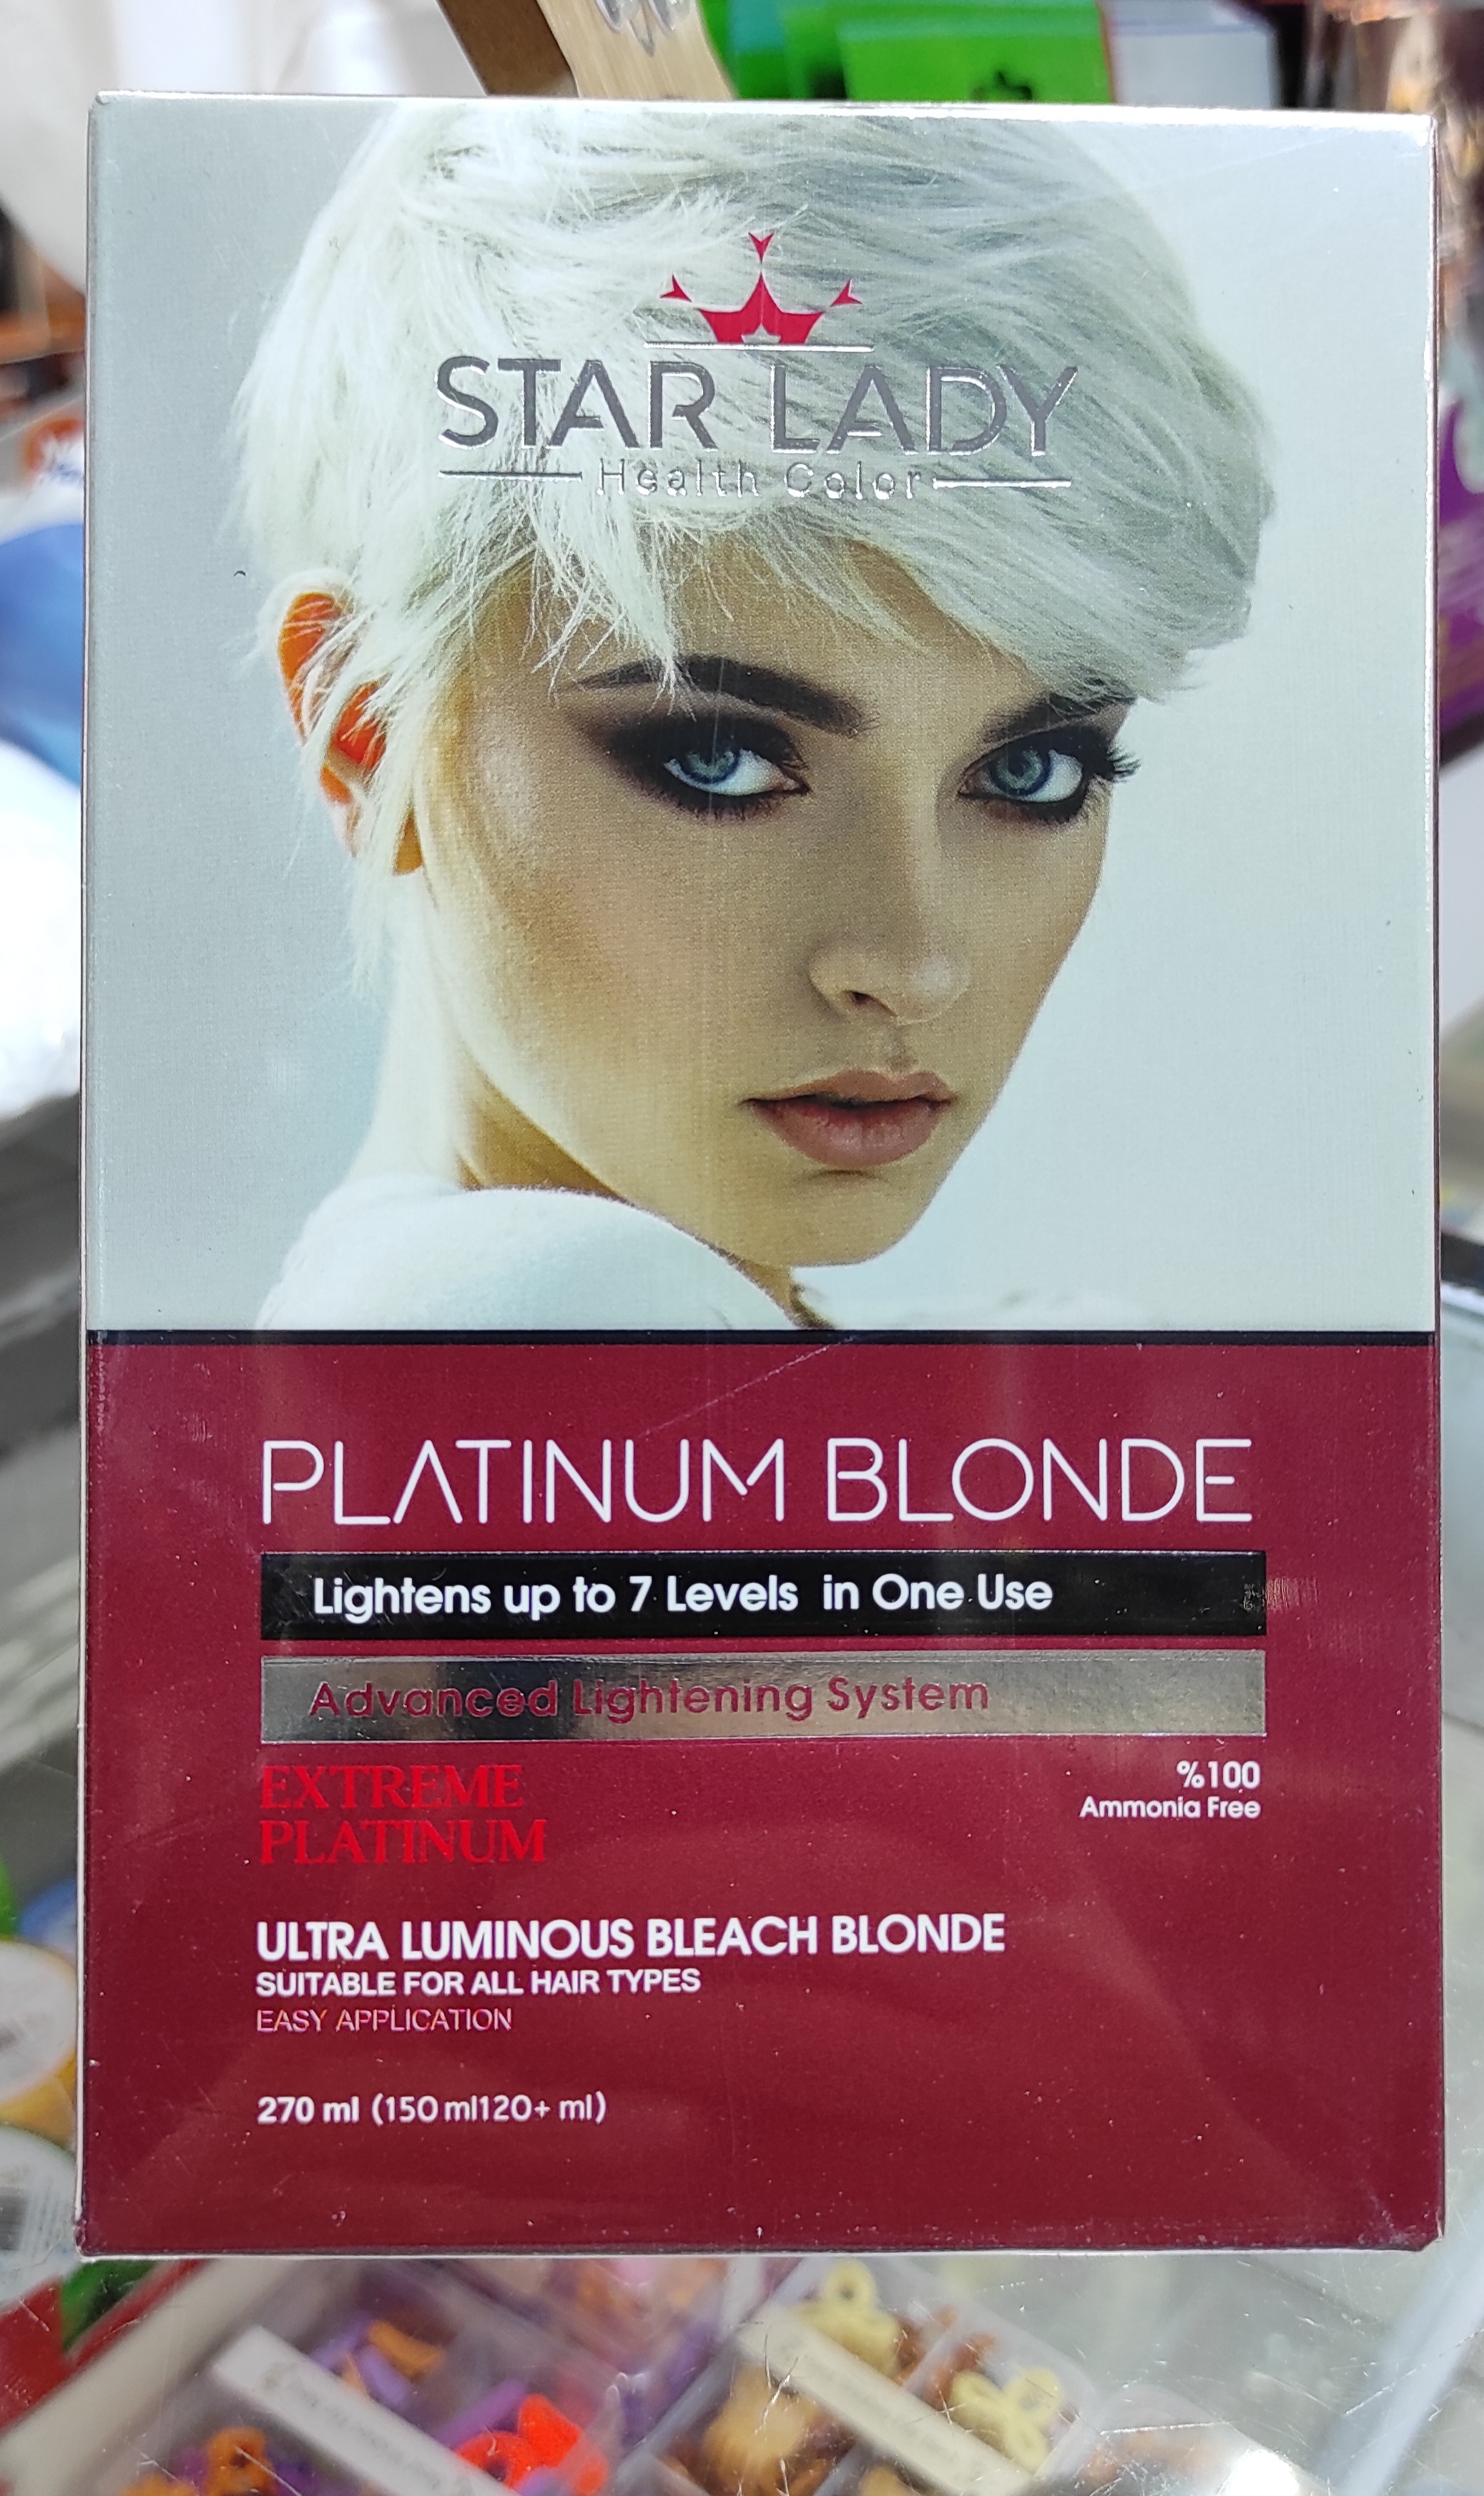 STAR LADY
Health Color
PLATINUM BLONDE
Lightens up to 7 Levels in One Use
Advanced Lightening System
EXTREME
PLATINUM
%100
Ammonia Free
ULTRA LUMINOUS BLEACH BLONDE
SUITABLE FOR ALL HAIR TYPES
EASY APPLICATION
270 ml (150 ml120+ ml)